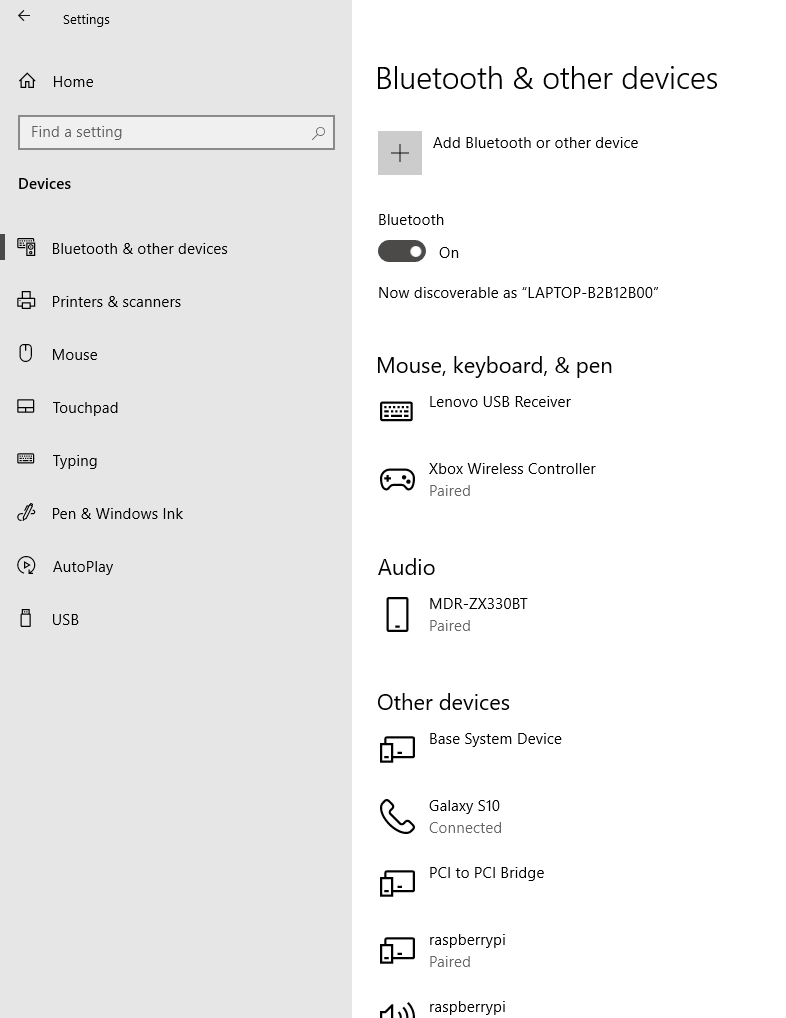 Settings
Home
Find a setting
Devices
Bluetooth & other devices
Printers & scanners
Mouse
Touchpad
Typing
Pen & Windows Ink
AutoPlay
USB
Bluetooth & other devices
Add Bluetooth or other device
Bluetooth
On
Now discoverable as “LAPTOP-B2B12B00”
Mouse, keyboard, & pen
Lenovo USB Receiver
Xbox Wireless Controller
Paired
Audio
MDR-ZX330BT
Paired
Other devices
Base System Device
Galaxy S10
Connected
PCI to PCI Bridge
raspberrypi
Paired
raspberrypi